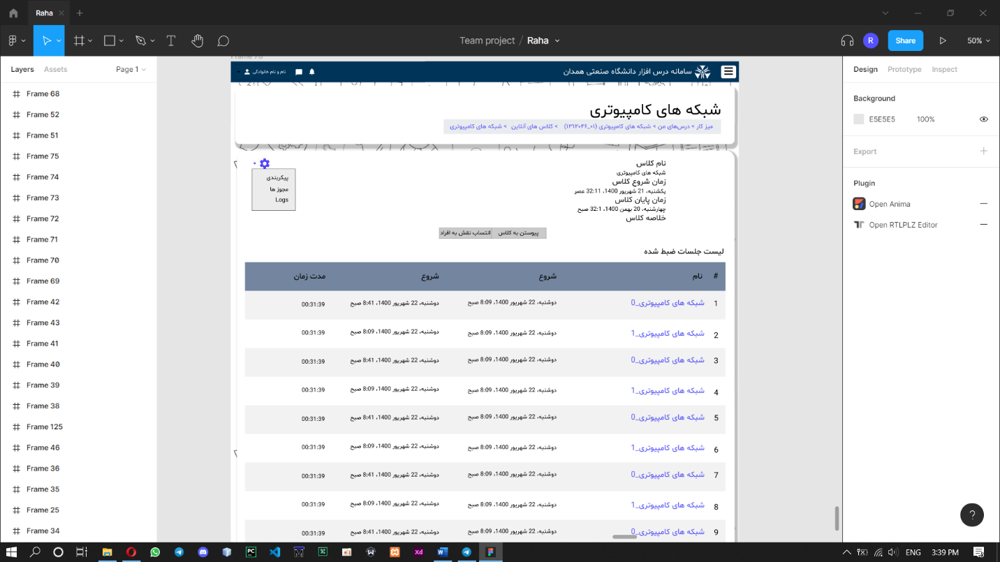 Raha
Team project / Raha
Share
50%
R
Layers
Assets
Page 1
Frame 68
Frame 52
Frame 51
Frame 75
Frame 74
Frame 73
Frame 72
Frame 71
Frame 70
Frame 69
Frame 42
Frame 43
Frame 41
Frame 40
Frame 39
Frame 38
Frame 125
Frame 46
Frame 36
Frame 35
Frame 25
Frame 34
سامانه درس افزار دانشگاه صنعتی همدان
نام و نام خانوادگی
شبکه های کامپیوتری
میز کار > درس‌های من > شبکه های کامپیوتری (۰۱_۱۳۱۲۰۴۶) > کلاس های آنلاین > شبکه های کامپیوتری
پیکربندی
مجوز ها
Logs
نام کلاس
شبکه های کامپیوتری
زمان شروع کلاس
یکشنبه، 21 شهریور 1400، 32:11 عصر
زمان پایان کلاس
چهارشنبه، 20 بهمن 1400، 32:1 صبح
خلاصه کلاس
پیوستن به کلاس
انتساب نقش به افراد
لیست جلسات ضبط شده
# نام شروع شروع مدت زمان
1 شبکه های کامپیوتری_0 دوشنبه، 22 شهریور 1400، 8:09 صبح دوشنبه، 22 شهریور 1400، 8:41 صبح 00:31:39
2 شبکه های کامپیوتری_1 دوشنبه، 22 شهریور 1400، 8:09 صبح دوشنبه، 22 شهریور 1400، 8:09 صبح 00:31:39
3 شبکه های کامپیوتری_0 دوشنبه، 22 شهریور 1400، 8:09 صبح دوشنبه، 22 شهریور 1400، 8:41 صبح 00:31:39
4 شبکه های کامپیوتری_1 دوشنبه، 22 شهریور 1400، 8:09 صبح دوشنبه، 22 شهریور 1400، 8:09 صبح 00:31:39
5 شبکه های کامپیوتری_0 دوشنبه، 22 شهریور 1400، 8:09 صبح دوشنبه، 22 شهریور 1400، 8:41 صبح 00:31:39
6 شبکه های کامپیوتری_1 دوشنبه، 22 شهریور 1400، 8:09 صبح دوشنبه، 22 شهریور 1400، 8:09 صبح 00:31:39
7 شبکه های کامپیوتری_0 دوشنبه، 22 شهریور 1400، 8:09 صبح دوشنبه، 22 شهریور 1400، 8:41 صبح 00:31:39
8 شبکه های کامپیوتری_1 دوشنبه، 22 شهریور 1400، 8:09 صبح دوشنبه، 22 شهریور 1400، 8:09 صبح 00:31:39
9 شبکه های کامپیوتری_0 دوشنبه، 22 شهریور 1400، 8:09 صبح دوشنبه، 22 شهریور 1400، 8:41 صبح 00:31:39
Design
Prototype
Inspect
Background
E5E5E5 100%
Export
Plugin
Open Anima
Open RTLPLZ Editor
?
PC
Xd
ENG
3:39 PM